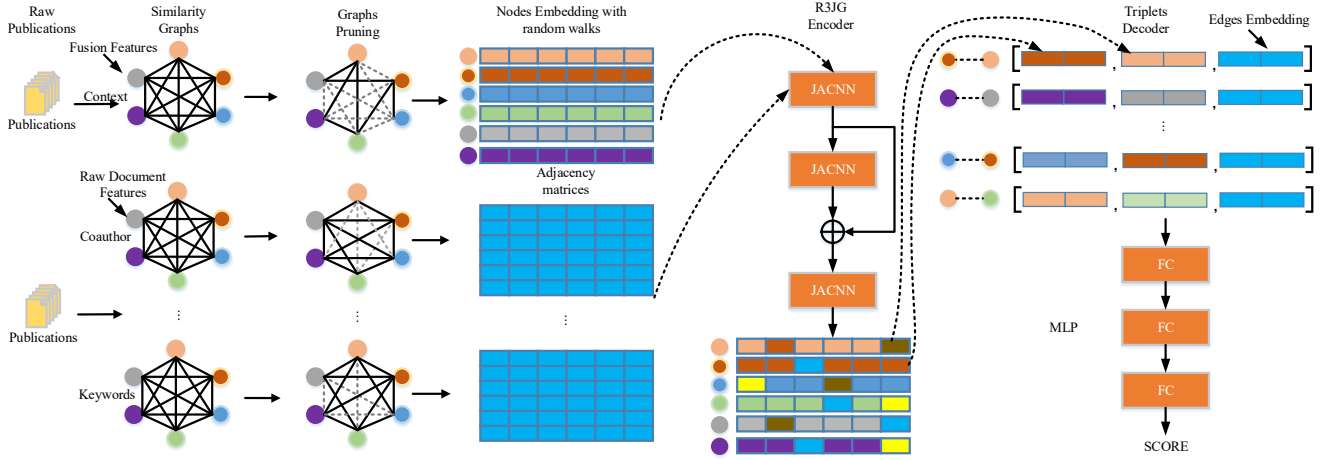 Raw
Publications
Similarity
Graphs
Graphs
Pruning
Nodes Embedding with
random walks
R3JG
Encoder
Triplets
Decoder
Edges Embedding
Fusion Features
Context
Publications
JACNN
JACNN
JACNN
[ , , ]
[ , , ]
...
[ , , ]
[ , , ]
Raw Document
Features
Coauthor
Adjacency
matrices
Publications
...
...
...
Keywords
MLP
FC
FC
FC
SCORE